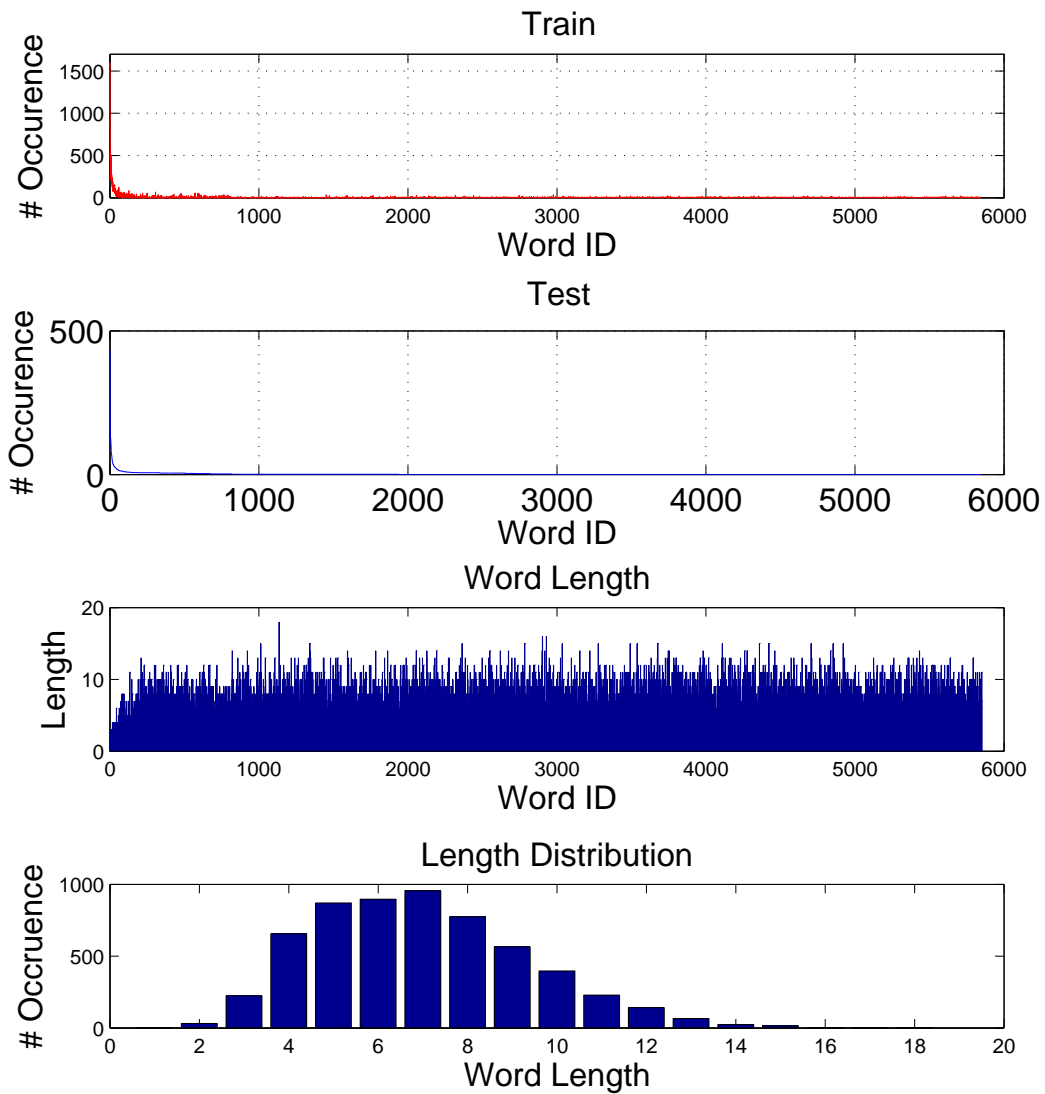 Train
# Occurence
1500
1000
500
0
0 1000 2000 3000 4000 5000 6000
Word ID
Test
# Occurence
500
0
0 1000 2000 3000 4000 5000 6000
Word ID
Word Length
Length
20
10
0
0 1000 2000 3000 4000 5000 6000
Word ID
Length Distribution
# Occruence
1000
500
0
0 2 4 6 8 10 12 14 16 18 20
Word Length